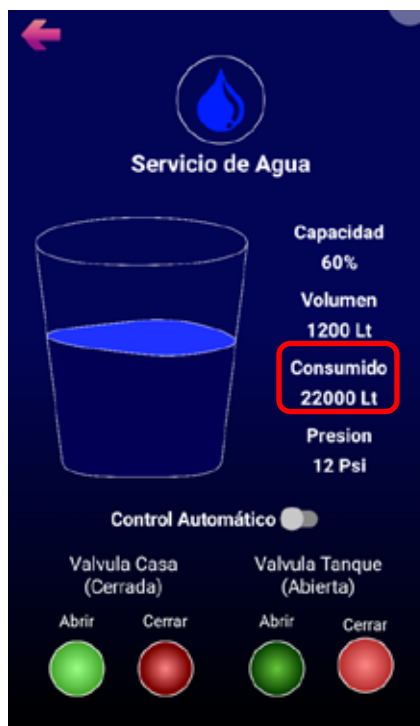 Servicio de Agua
Capacidad
60%
Volumen
1200 Lt
Consumido
22000 Lt
Presion
12 Psi
Control Automático
Valvula Casa
(Cerrada)
Valvula Tanque
(Abierta)
Abrir
Cerrar
Abrir
Cerrar